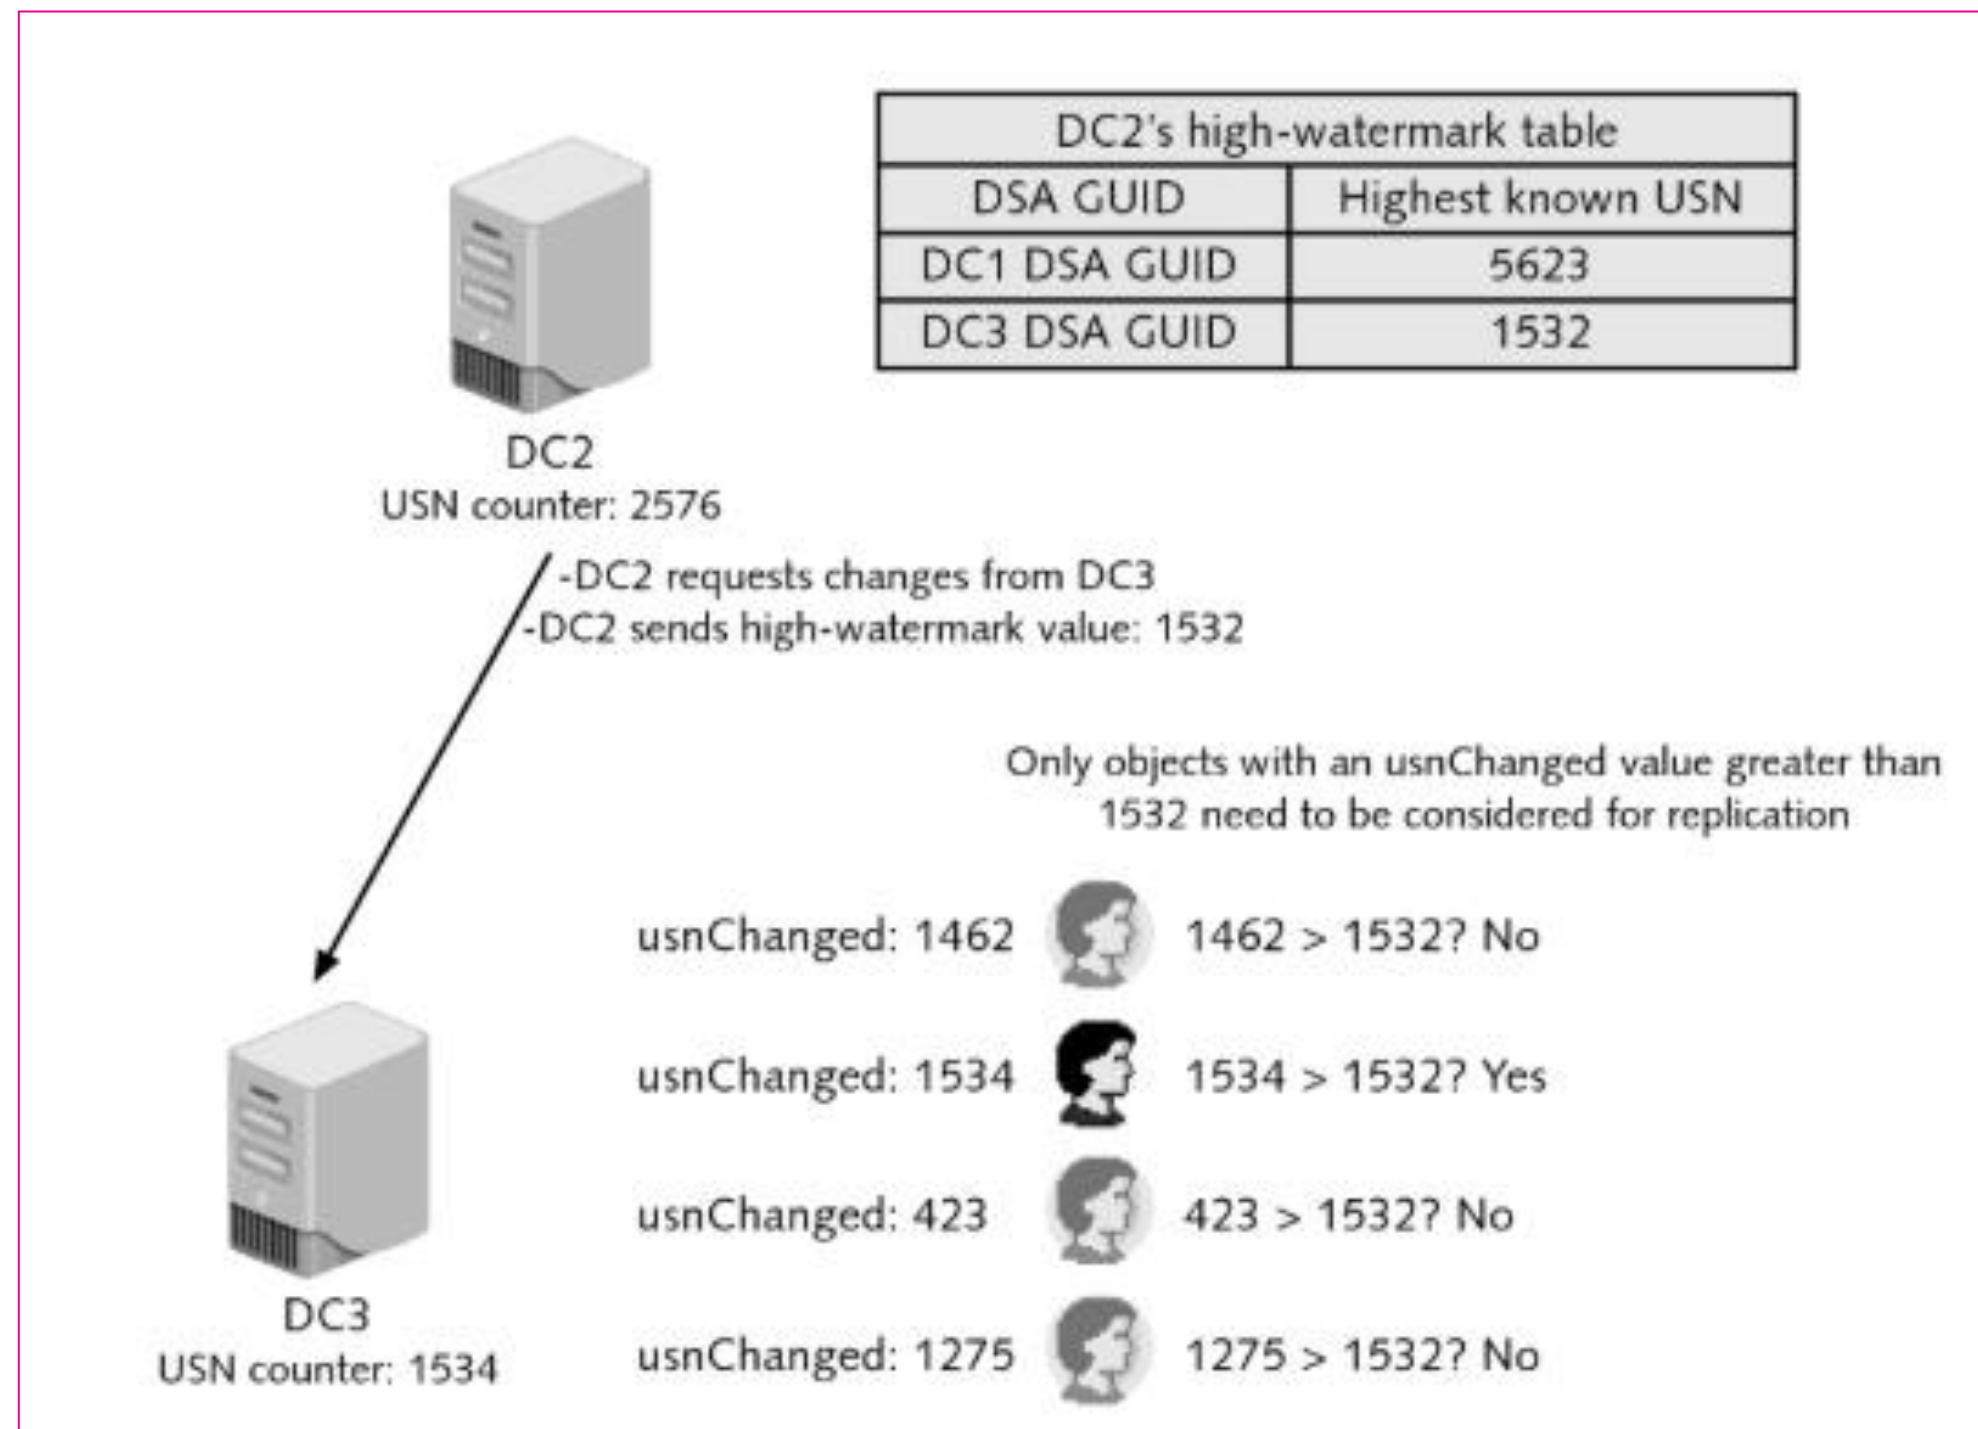 DC2's high-watermark table
DSA GUID Highest known USN
DC1 DSA GUID 5623
DC3 DSA GUID 1532
DC2
USN counter: 2576
-DC2 requests changes from DC3
-DC2 sends high-watermark value: 1532
Only objects with an usnChanged value greater than
1532 need to be considered for replication
usnChanged: 1462 1462 > 1532? No
usnChanged: 1534 1534 > 1532? Yes
usnChanged: 423 423 > 1532? No
usnChanged: 1275 1275 > 1532? No
DC3
USN counter: 1534